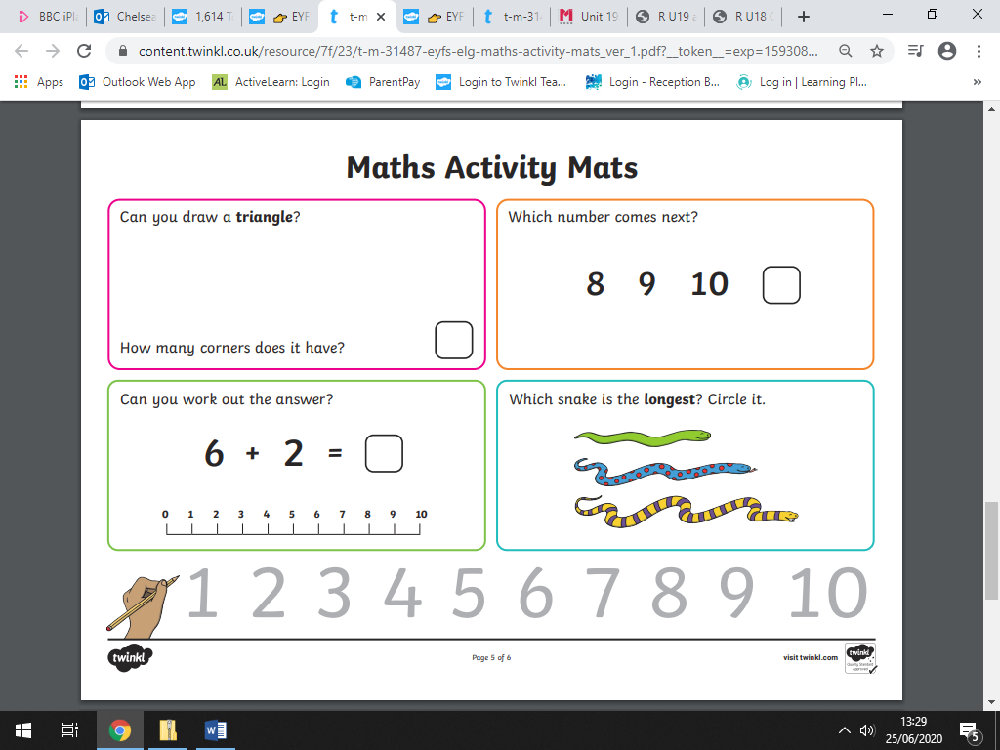 BBC iPl
Chelsea
1,614 T
EYF
t-m
EYF
t-m-31
Unit 19
R U19 a
R U18 (
content.twinkl.co.uk/resource/7f/23/t-m-31487-eyfs-elg-maths-activity-mats_ver_1.pdf?__token__=exp=159308...
Apps
Outlook Web App
AL ActiveLearn: Login
ParentPay
Login to Twinkl Tea...
Login - Reception B...
Log in | Learning Pl...
»
Maths Activity Mats
Can you draw a triangle?
How many corners does it have?
Which number comes next?
8 9 10
Can you work out the answer?
6 + 2 =
0 1 2 3 4 5 6 7 8 9 10
Which snake is the longest? Circle it.
1 2 3 4 5 6 7 8 9 10
twinkl
Page 5 of 6
visit twinkl.com
twinkl
Quality Standard
Approved
13:29
25/06/2020
5